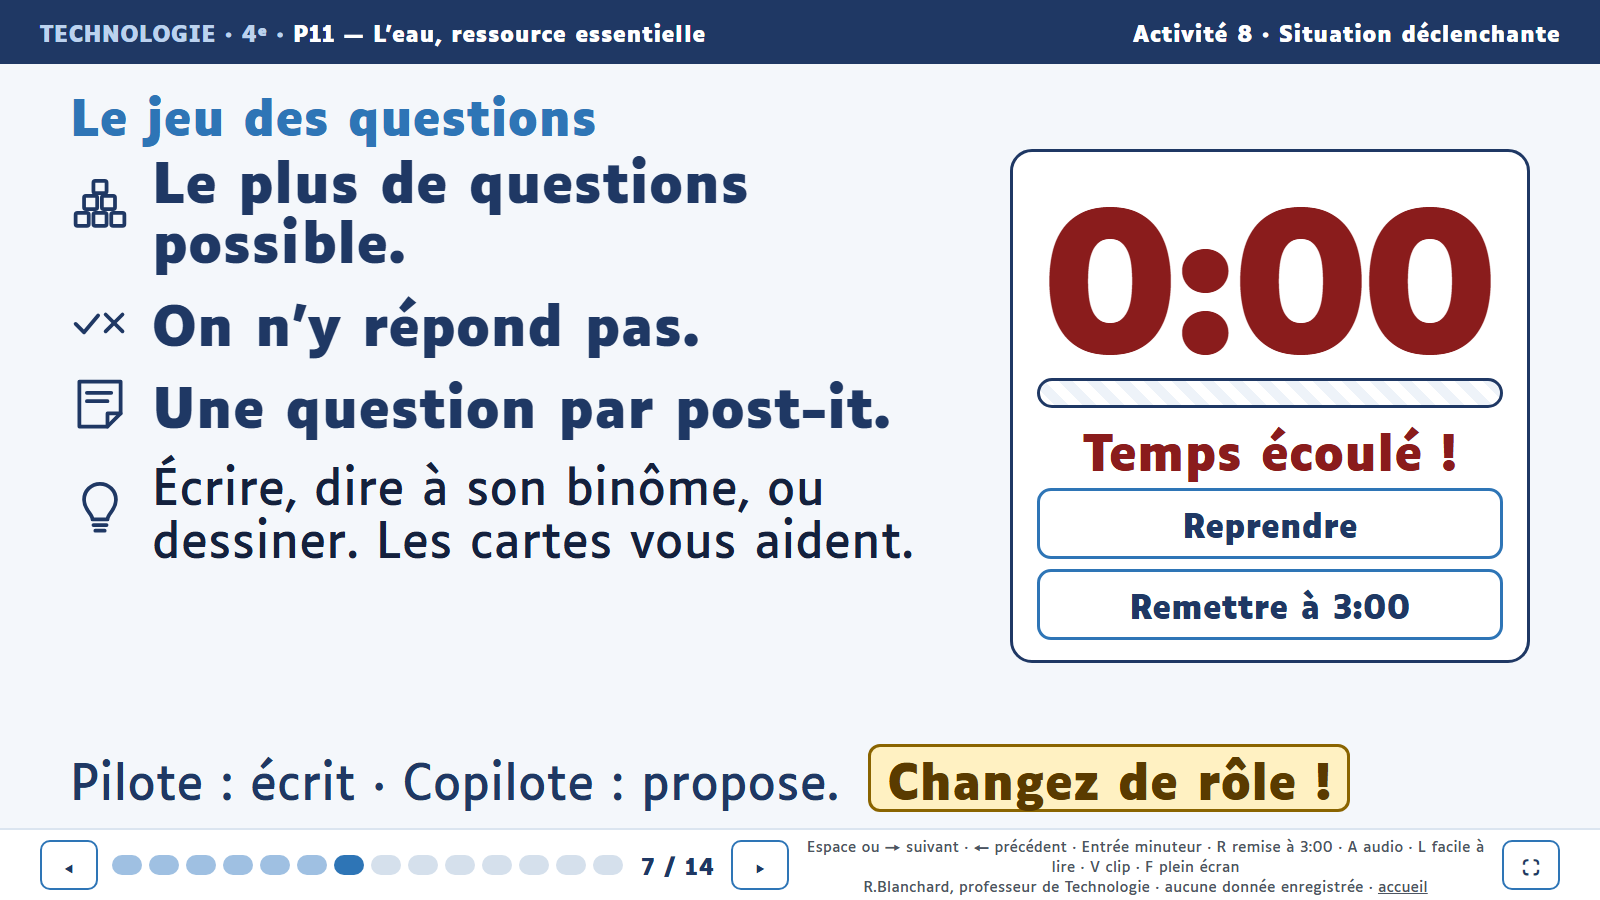 TECHNOLOGIE · 4e · P11 — L’eau, ressource essentielle
Activité 8 · Situation déclenchante
Le jeu des questions
Le plus de questions
possible.
On n’y répond pas.
Une question par post-it.
Écrire, dire à son binôme, ou
dessiner. Les cartes vous aident.
0:00
Temps écoulé !
Reprendre
Remettre à 3:00
Pilote : écrit · Copilote : propose.
Changez de rôle !
7 / 14
Espace ou → suivant · ← précédent · Entrée minuteur · R remise à 3:00 · A audio · L facile à
lire · V clip · F plein écran
R.Blanchard, professeur de Technologie · aucune donnée enregistrée · accueil